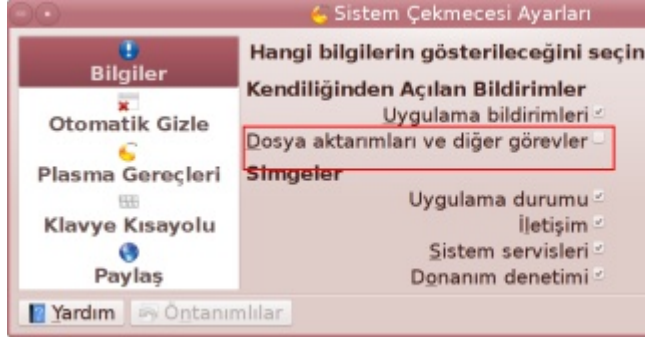 Sistem Çekmecesi Ayarları
Bilgiler
Otomatik Gizle
Plasma Gereçleri
Klavye Kısayolu
Paylaş
Hangi bilgilerin gösterileceğini seçin
Kendiliğinden Açılan Bildirimler
Uygulama bildirimleri
Dosya aktarımları ve diğer görevler
Simgeler
Uygulama durumu
İletişim
Sistem servisleri
Donanım denetimi
Yardım
Öntanımlılar